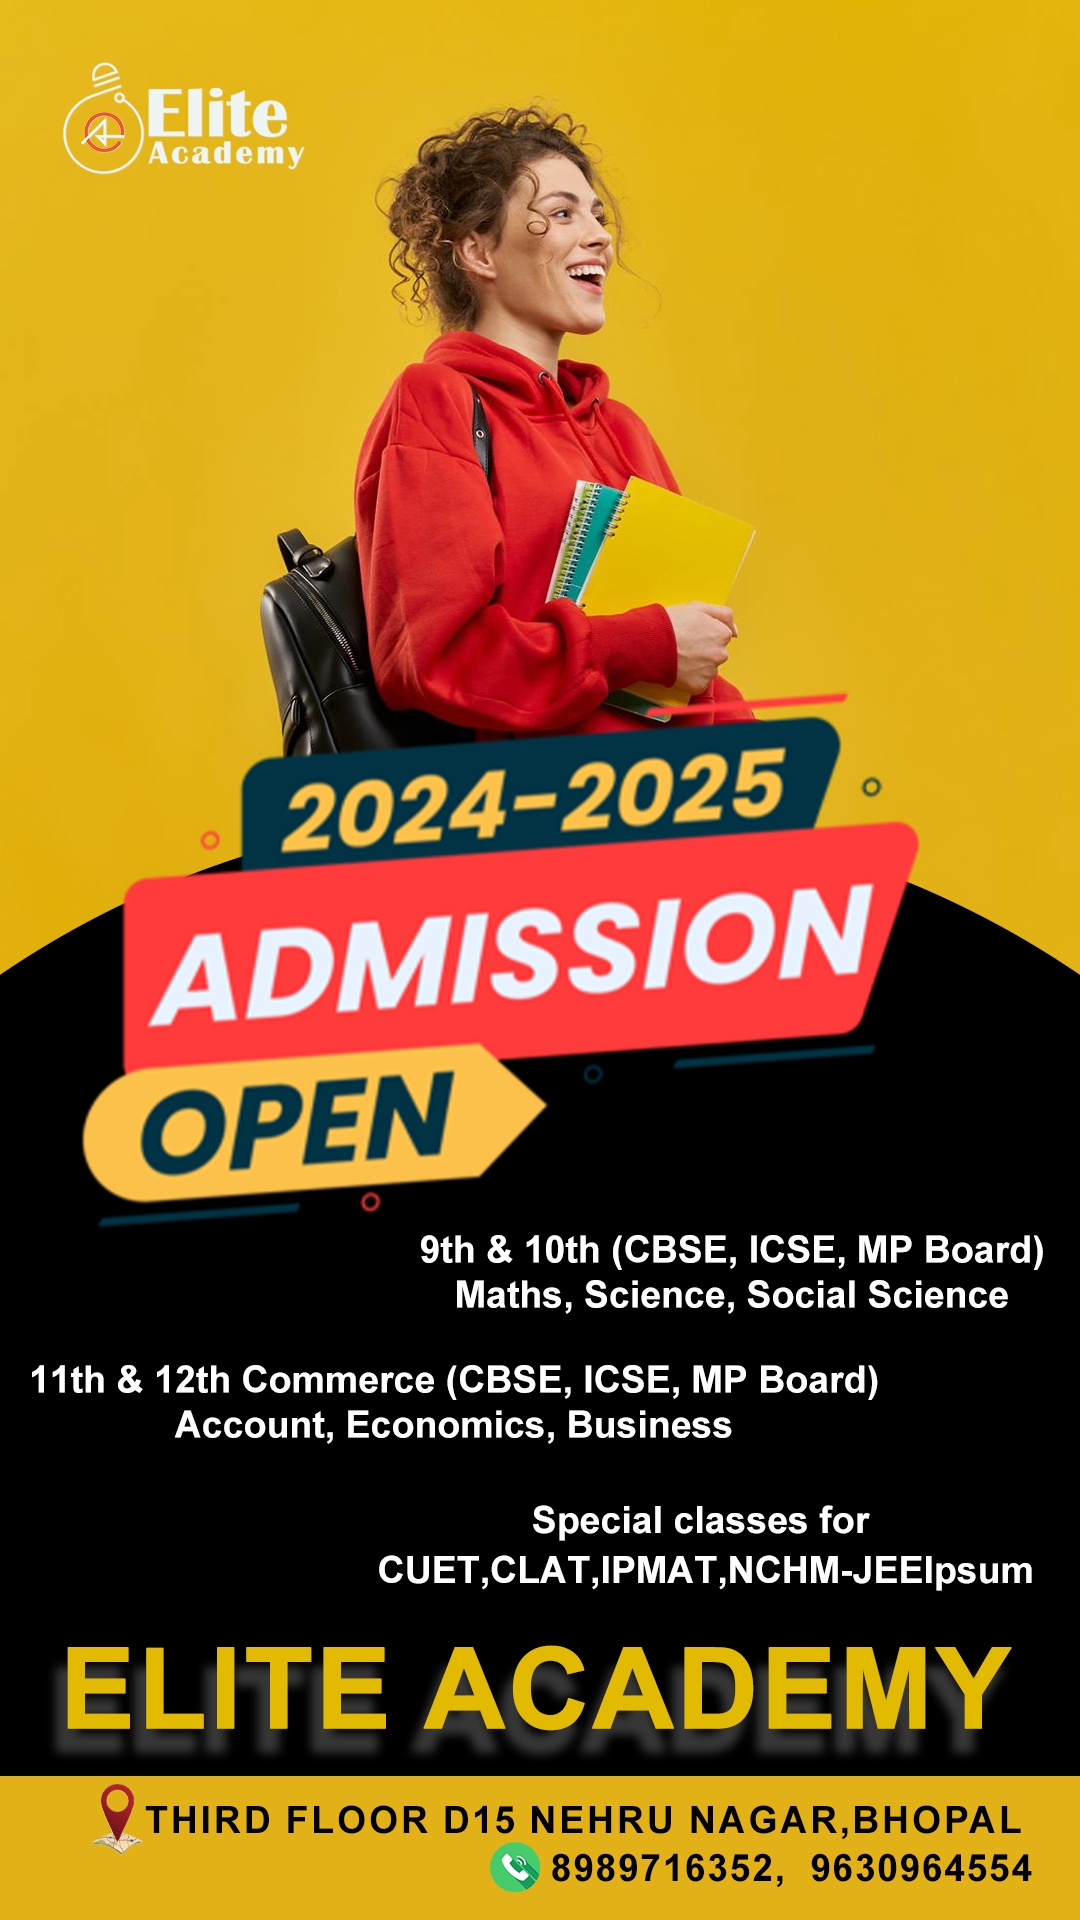 Elite
Academy
2024-2025
ADMISSION
OPEN
9th & 10th (CBSE, ICSE, MP Board)
Maths, Science, Social Science
11th & 12th Commerce (CBSE, ICSE, MP Board)
Account, Economics, Business
Special classes for
CUET,CLAT,IPMAT,NCHM-JEEIpsum
ELITE ACADEMY
THIRD FLOOR D15 NEHRU NAGAR,BHOPAL
8989716352, 9630964554